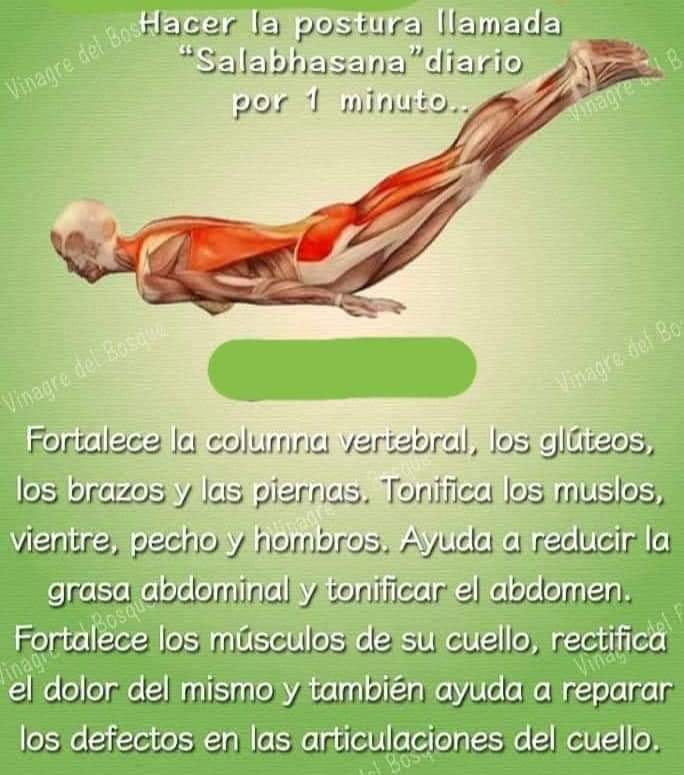 Hacer la postura llamada
“Salabhasana”diario
por 1 minuto..
Fortalece la columna vertebral, los glúteos,
los brazos y las piernas. Tonifica los muslos,
vientre, pecho y hombros. Ayuda a reducir la
grasa abdominal y tonificar el abdomen.
Fortalece los músculos de su cuello, rectifica
el dolor del mismo y también ayuda a reparar
los defectos en las articulaciones del cuello.
Vinagre del Bosque